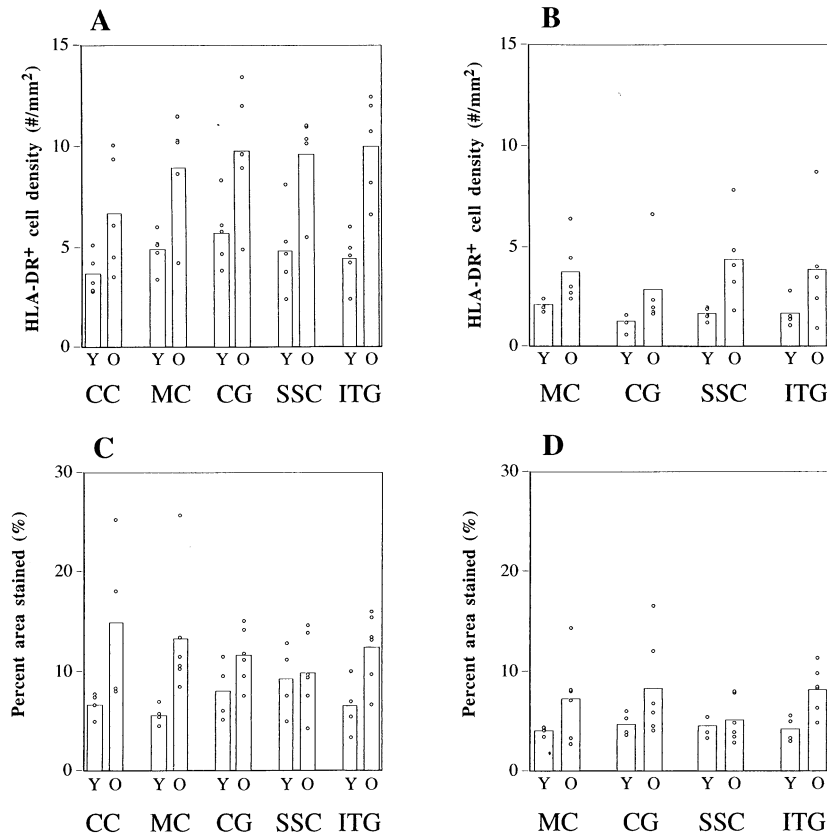 A
HLA-DR+ cell density (#/mm²)
15
10
5
0
Y O Y O Y O Y O Y O
CC MC CG SSC ITG
B
HLA-DR+ cell density (#/mm²)
15
10
5
0
Y O Y O Y O Y O
MC CG SSC ITG
C
Percent area stained (%)
30
20
10
0
Y O Y O Y O Y O Y O
CC MC CG SSC ITG
D
Percent area stained (%)
30
20
10
0
Y O Y O Y O Y O
MC CG SSC ITG